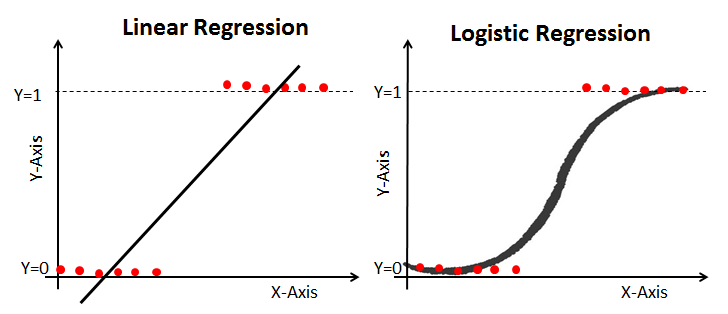 Linear Regression
Y=1
Y-Axis
Y=0
X-Axis
Logistic Regression
Y=1
Y-Axis
Y=0
X-Axis